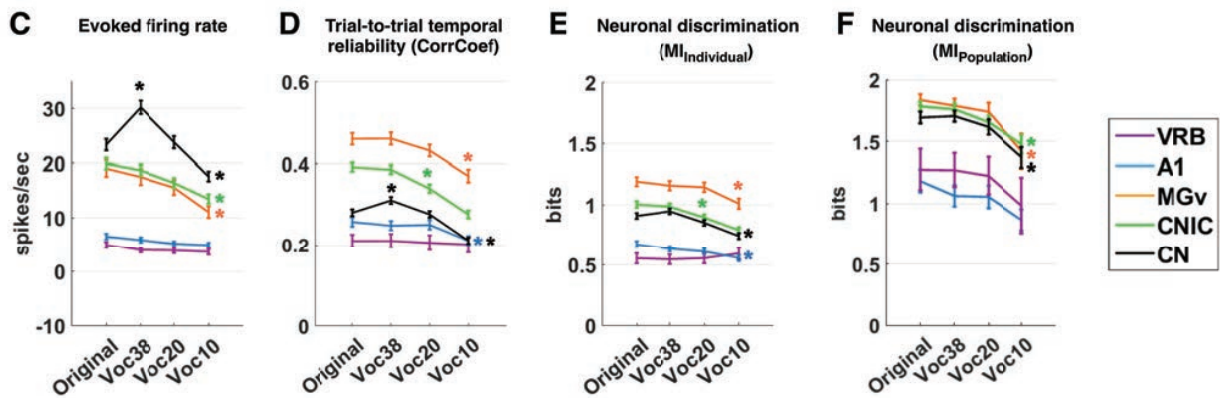 C Evoked firing rate
spikes/sec
30
20
10
0
-10
Original Voc38 Voc20 Voc10
* * * *
D Trial-to-trial temporal
reliability (CorrCoef)
0.6
0.4
0.2
0
Original Voc38 Voc20 Voc10
* * * * *
E Neuronal discrimination
(MIIndividual)
bits
2
1.5
1
0.5
0
Original Voc38 Voc20 Voc10
* * * *
F Neuronal discrimination
(MIPopulation)
bits
2
1.5
1
0.5
0
Original Voc38 Voc20 Voc10
* * *
VRB
A1
MGv
CNIC
CN